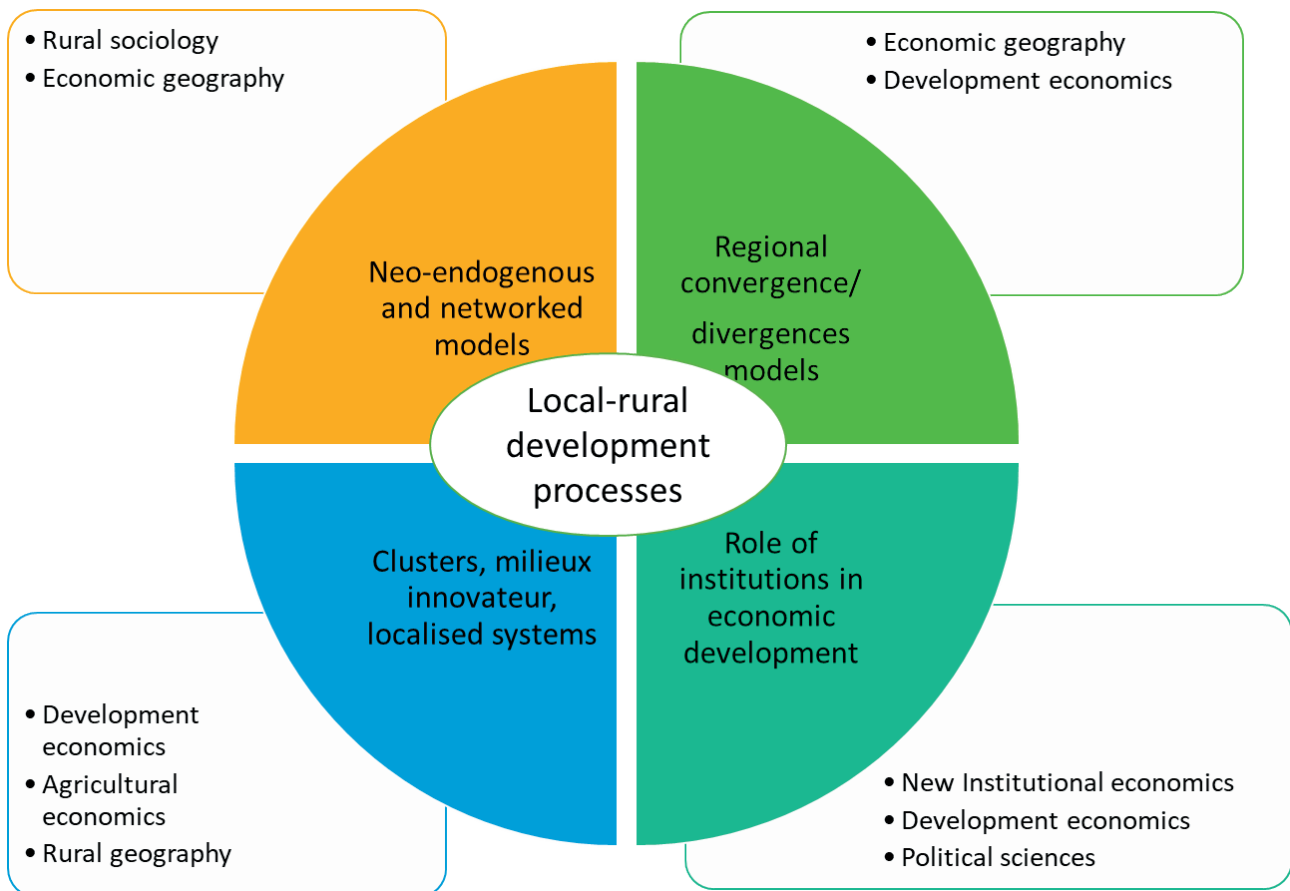 • Rural sociology
• Economic geography
• Economic geography
• Development economics
Neo-endogenous
and networked
models
Regional
convergence/
divergences
models
Local-rural
development
processes
Clusters, milieux
innovateur,
localised systems
Role of
institutions in
economic
development
• Development
economics
• Agricultural
economics
• Rural geography
• New Institutional economics
• Development economics
• Political sciences